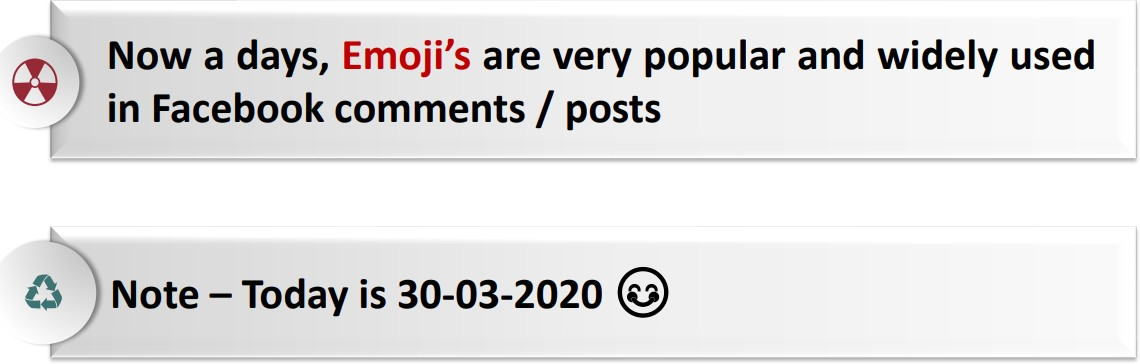 Now a days, Emoji’s are very popular and widely used
in Facebook comments / posts
Note – Today is 30-03-2020 😊